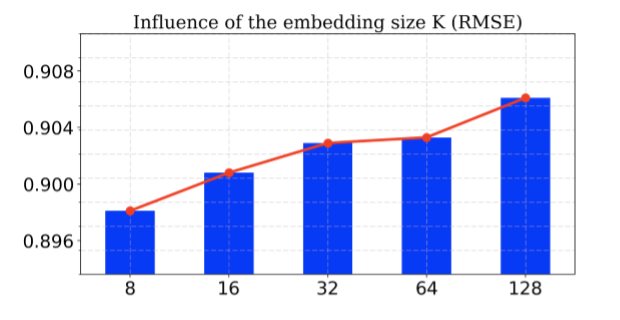 Influence of the embedding size K (RMSE)
0.908
0.904
0.900
0.896
8 16 32 64 128